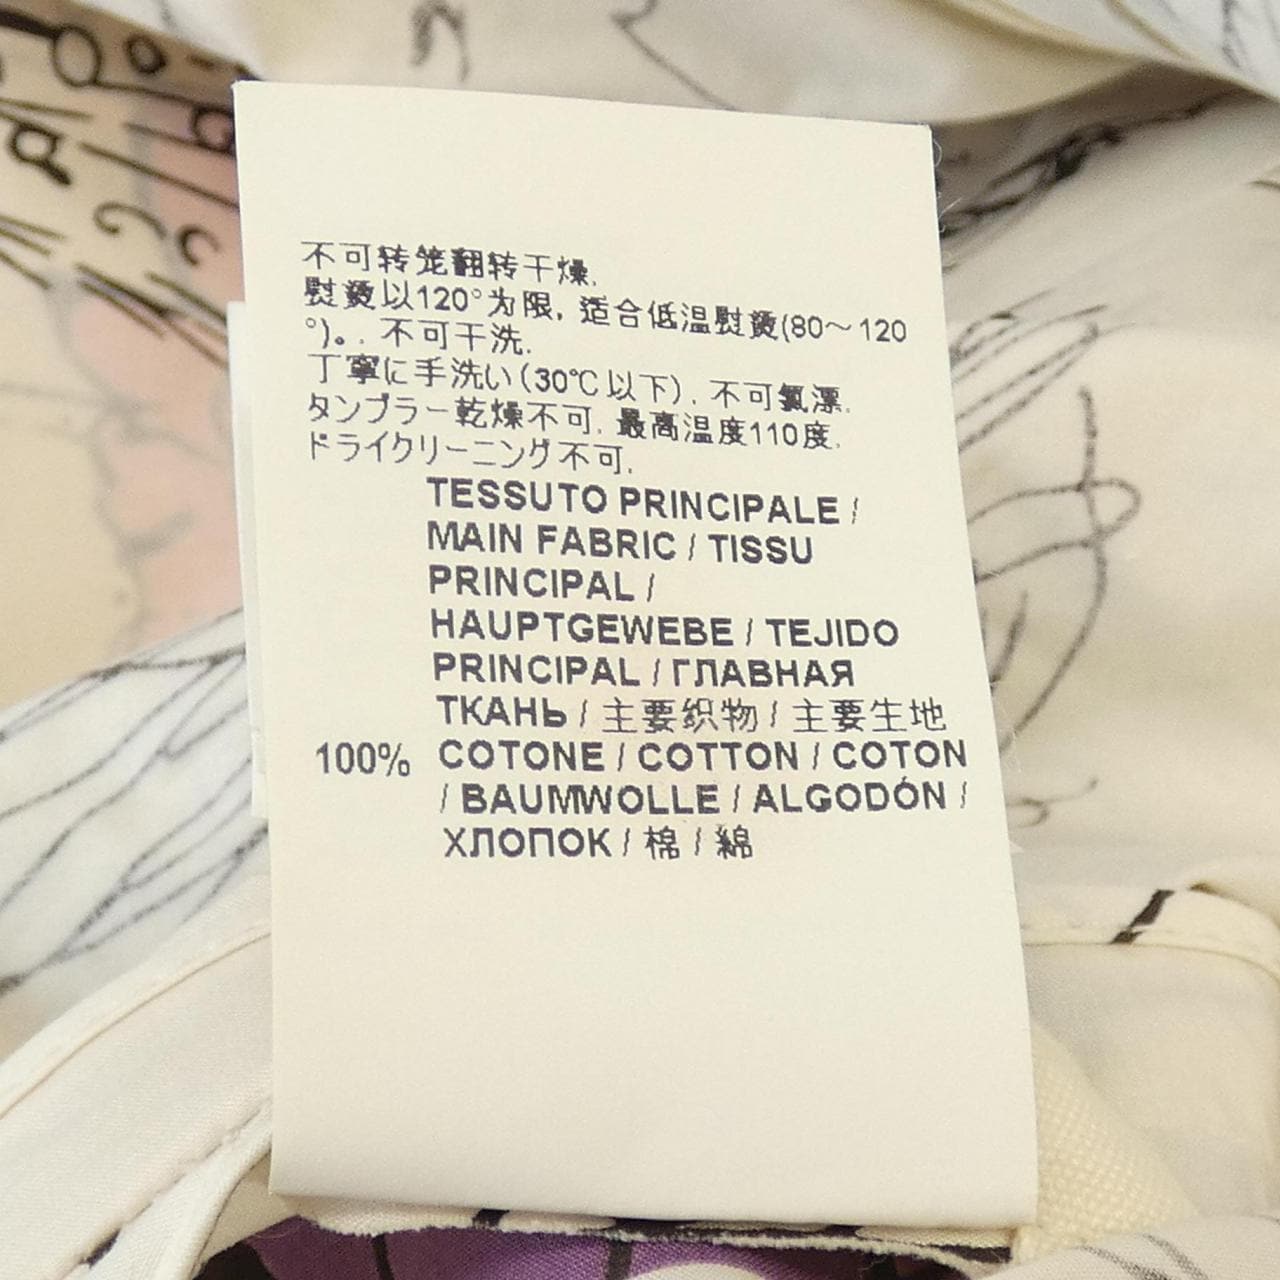 不可转笼翻转干燥.
熨烫以120°为限, 适合低温熨烫(80～120
°)。. 不可干洗.
丁寧に手洗い(30℃以下). 不可氯漂.
タンブラー乾燥不可. 最高温度110度.
ドライクリーニング不可.
TESSUTO PRINCIPALE /
MAIN FABRIC / TISSU
PRINCIPAL /
HAUPTGEWEBE / TEJIDO
PRINCIPAL / ГЛАВНАЯ
ТКАНЬ / 主要织物 / 主要生地
100% COTONE / COTTON / COTON
/ BAUMWOLLE / ALGODÓN /
ХЛОПОК / 棉 / 綿